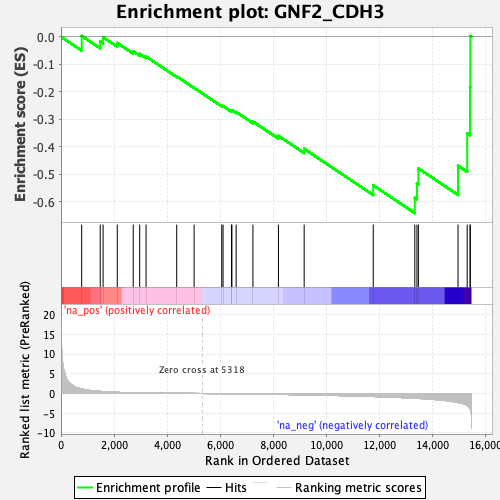 Enrichment plot: GNF2_CDH3
Enrichment score (ES)
0.0
-0.1
-0.2
-0.3
-0.4
-0.5
-0.6
'na_pos' (positively correlated)
Ranked list metric (PreRanked)
20
15
10
5
0
-5
-10
Zero cross at 5318
'na_neg' (negatively correlated)
0 2,000 4,000 6,000 8,000 10,000 12,000 14,000 16,000
Rank in Ordered Dataset
Enrichment profile Hits Ranking metric scores